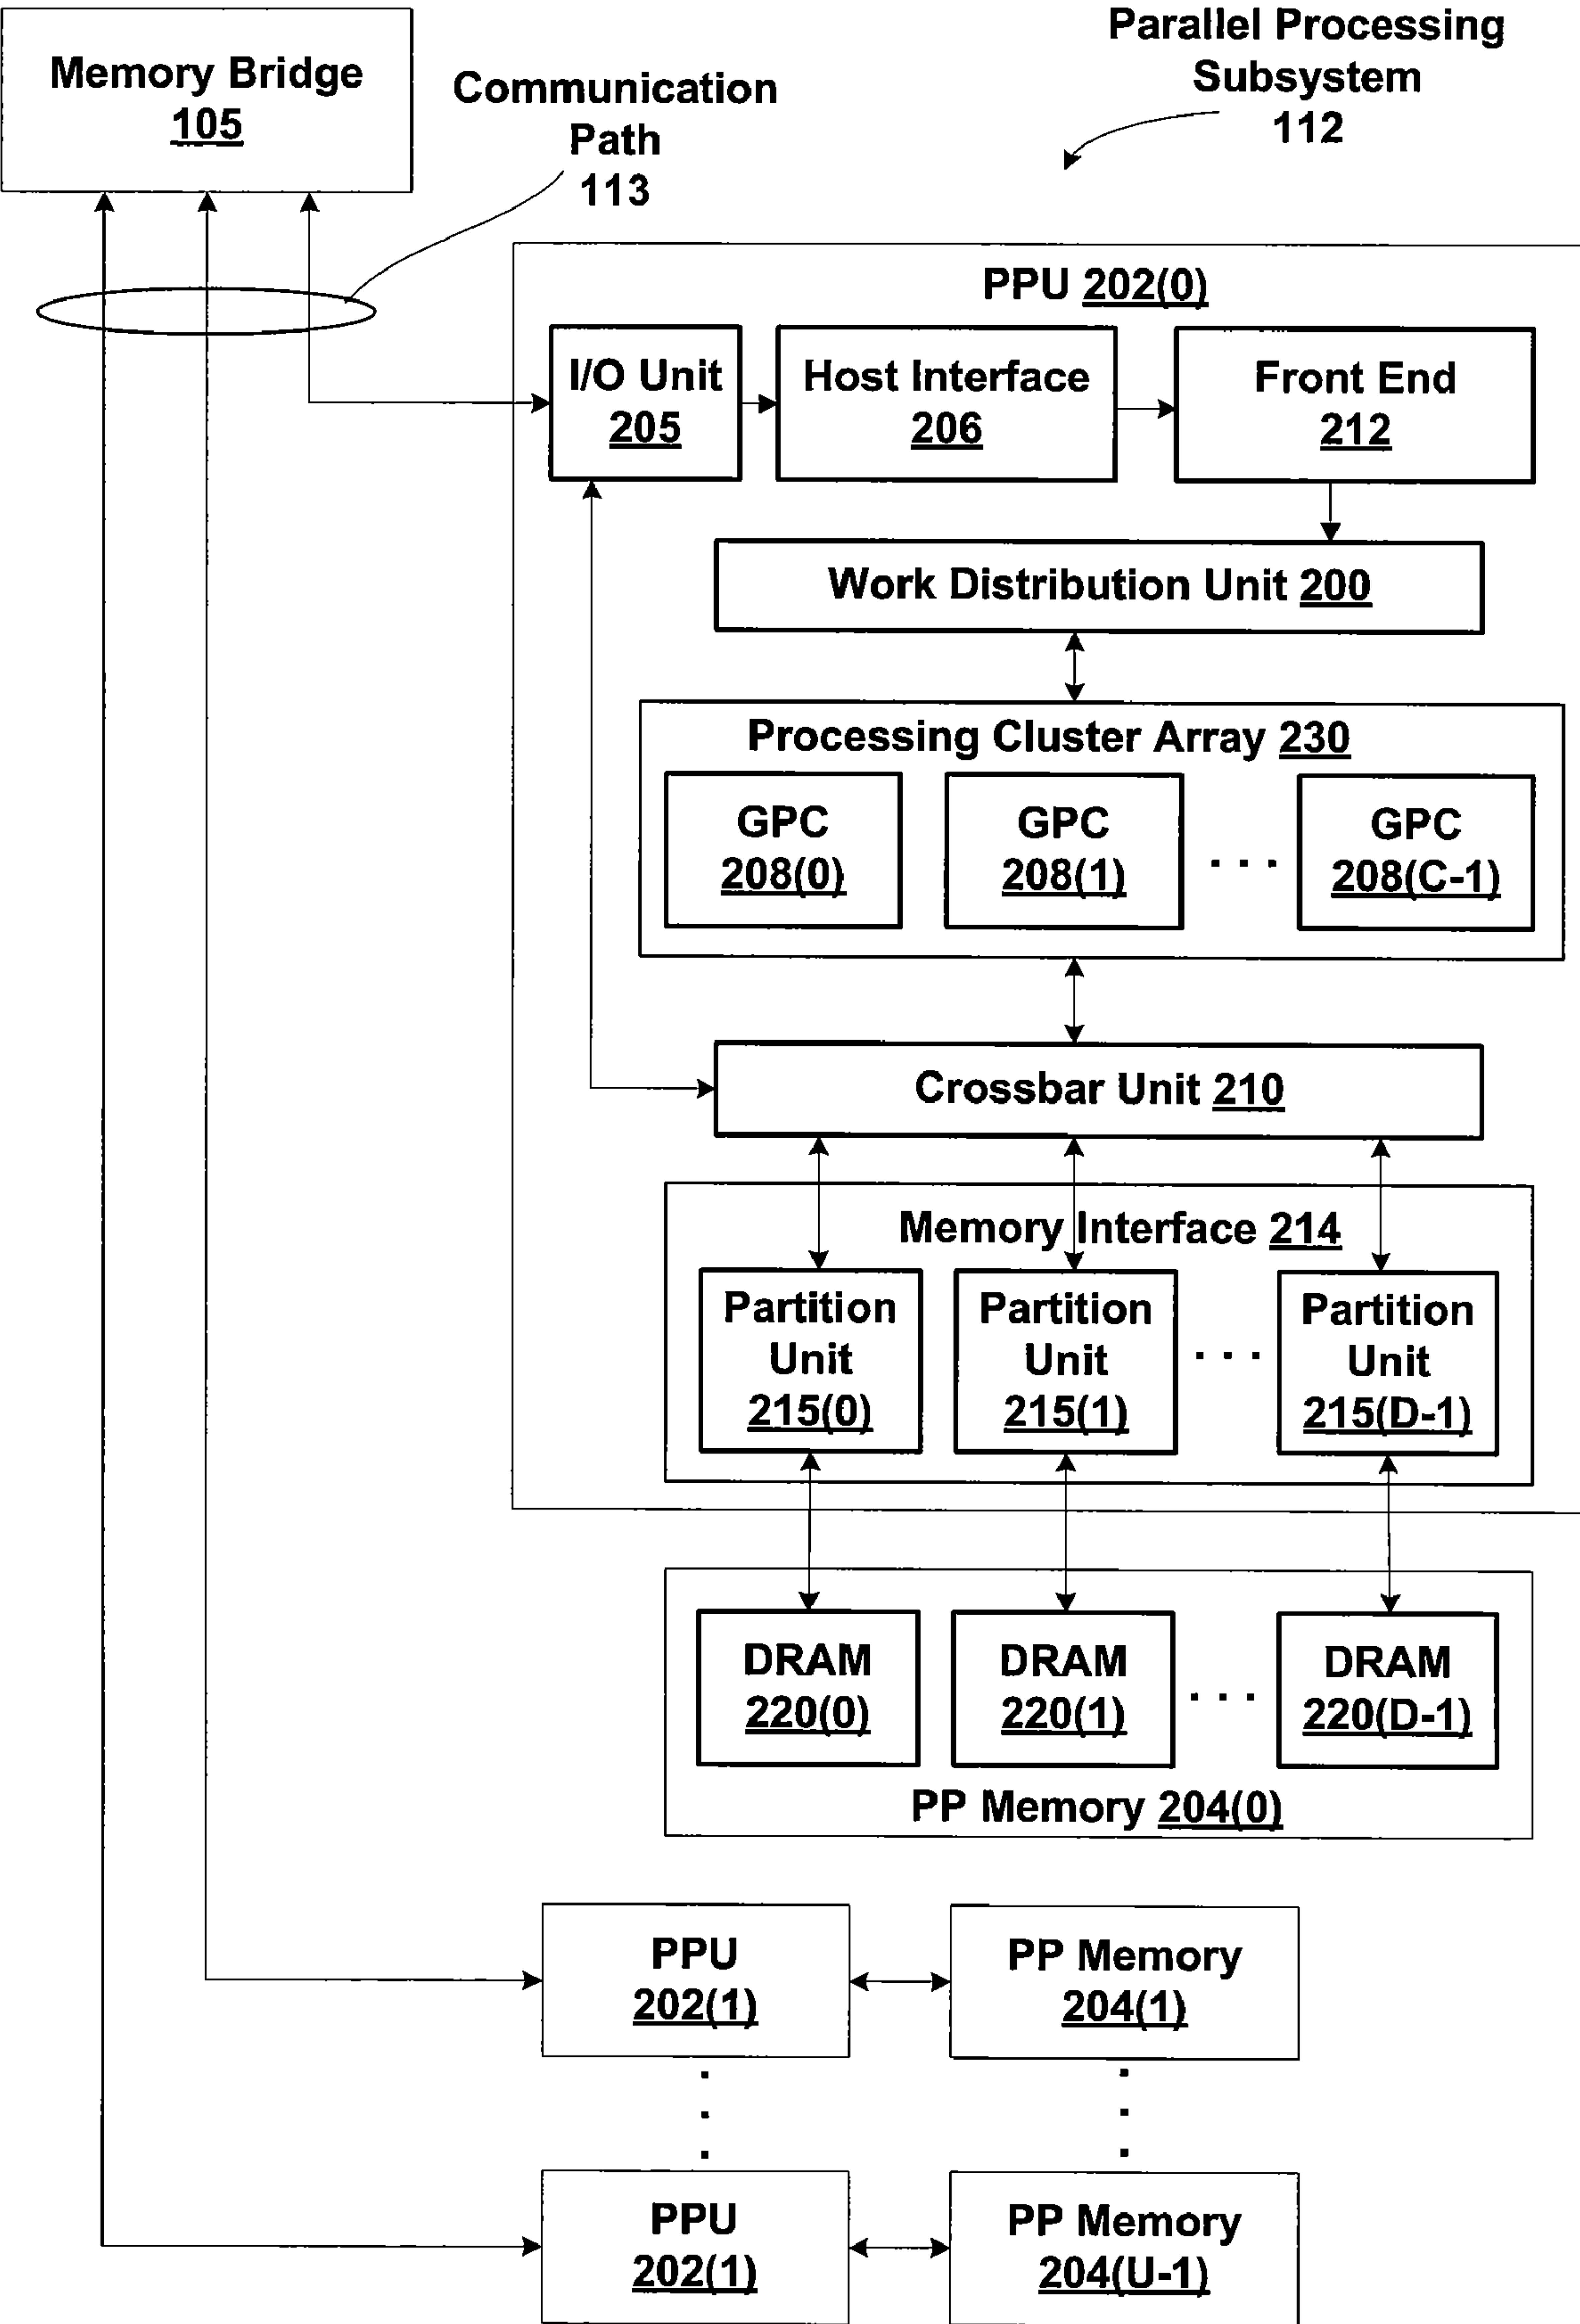 Memory Bridge
105
Communication
Path
113
Parallel Processing
Subsystem
112
PPU 202(0)
I/O Unit
205
Host Interface
206
Front End
212
Work Distribution Unit 200
Processing Cluster Array 230
GPC
208(0)
GPC
208(1)
. . .
GPC
208(C-1)
Crossbar Unit 210
Memory Interface 214
Partition
Unit
215(0)
Partition
Unit
215(1)
. . .
Partition
Unit
215(D-1)
DRAM
220(0)
DRAM
220(1)
. . .
DRAM
220(D-1)
PP Memory 204(0)
PPU
202(1)
PP Memory
204(1)
PPU
202(1)
PP Memory
204(U-1)